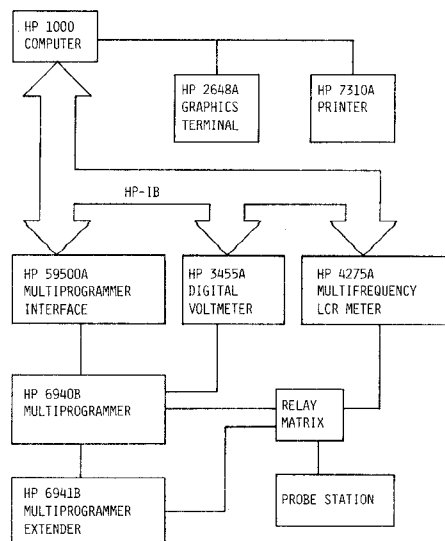 HP 1000
COMPUTER
HP 2648A
GRAPHICS
TERMINAL
HP 7310A
PRINTER
HP-IB
HP 59500A
MULTIPROGRAMMER
INTERFACE
HP 3455A
DIGITAL
VOLTMETER
HP 4275A
MULTIFREQUENCY
LCR METER
HP 6940B
MULTIPROGRAMMER
RELAY
MATRIX
HP 6941B
MULTIPROGRAMMER
EXTENDER
PROBE STATION